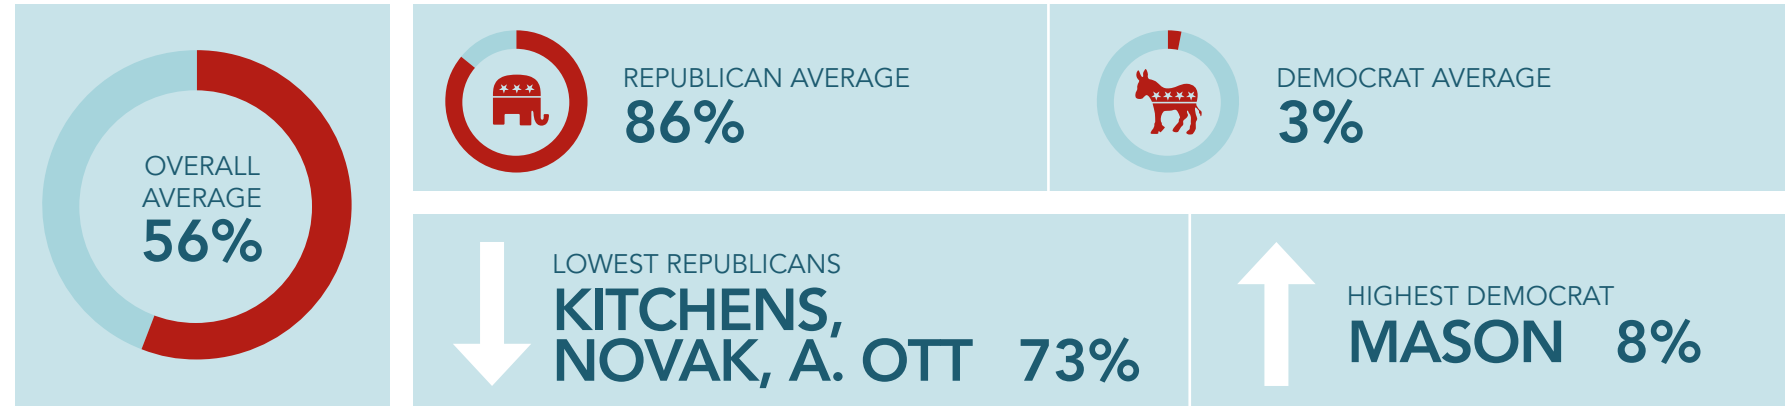 OVERALL
AVERAGE
56%
REPUBLICAN AVERAGE
86%
DEMOCRAT AVERAGE
3%
LOWEST REPUBLICANS
KITCHENS,
NOVAK, A. OTT 73%
HIGHEST DEMOCRAT
MASON 8%